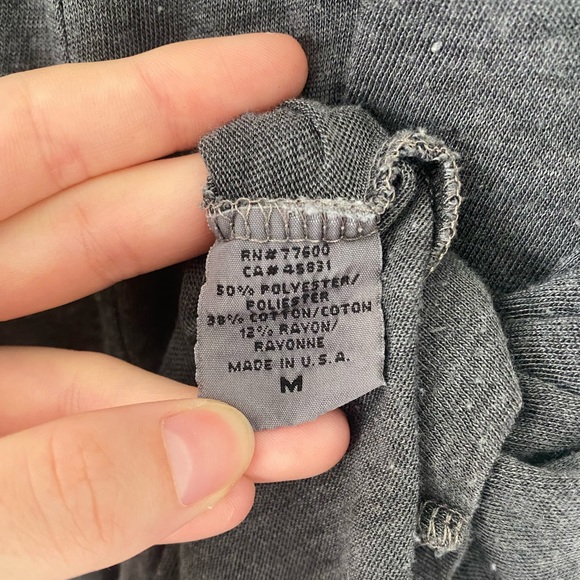 RN# 77600
CA# 45831
50% POLYESTER/
POLIESTER
38% COTTON/COTON
12% RAYON/
RAYONNE
MADE IN U.S.A.
M